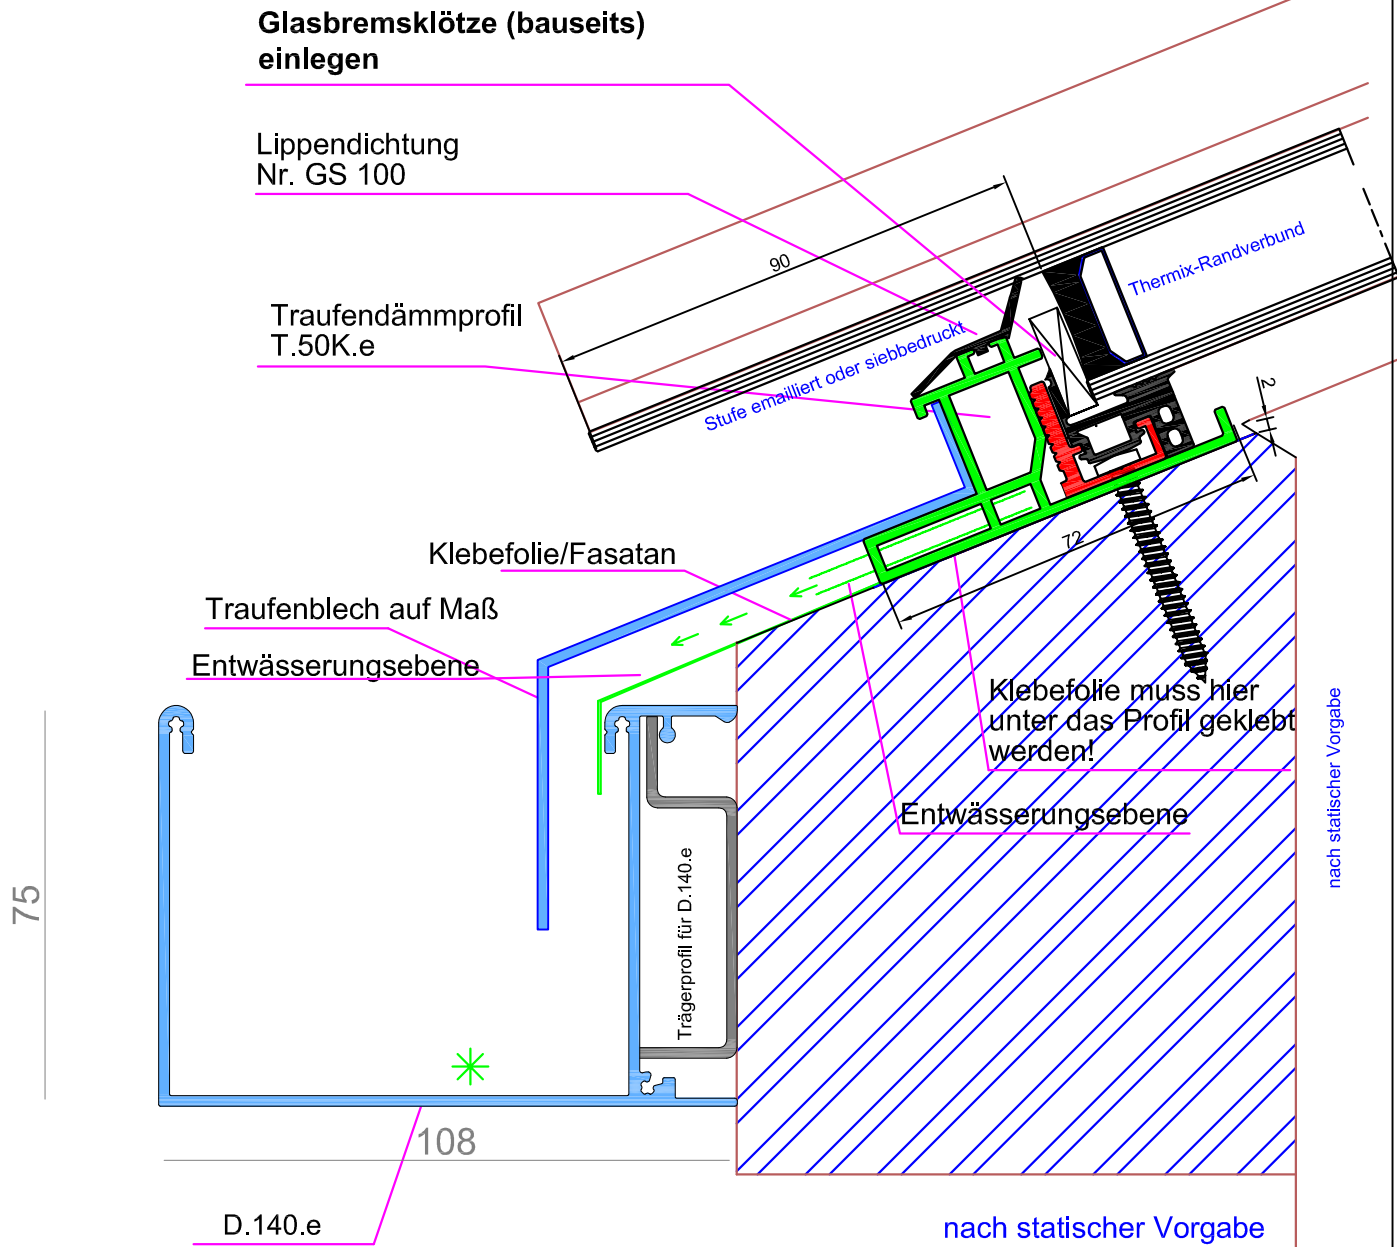 Glasbremsklötze (bauseits)
einlegen
Lippendichtung
Nr. GS 100
90
Thermix-Randverbund
Traufendämmprofil
T.50K.e
Stufe emailliert oder siebbedruckt
2
72
Klebefolie/Fasatan
Traufenblech auf Maß
Entwässerungsebene
Klebefolie muss hier
unter das Profil geklebt
werden!
Entwässerungsebene
nach statischer Vorgabe
75
Trägerprofil für D.140.e
108
D.140.e
nach statischer Vorgabe